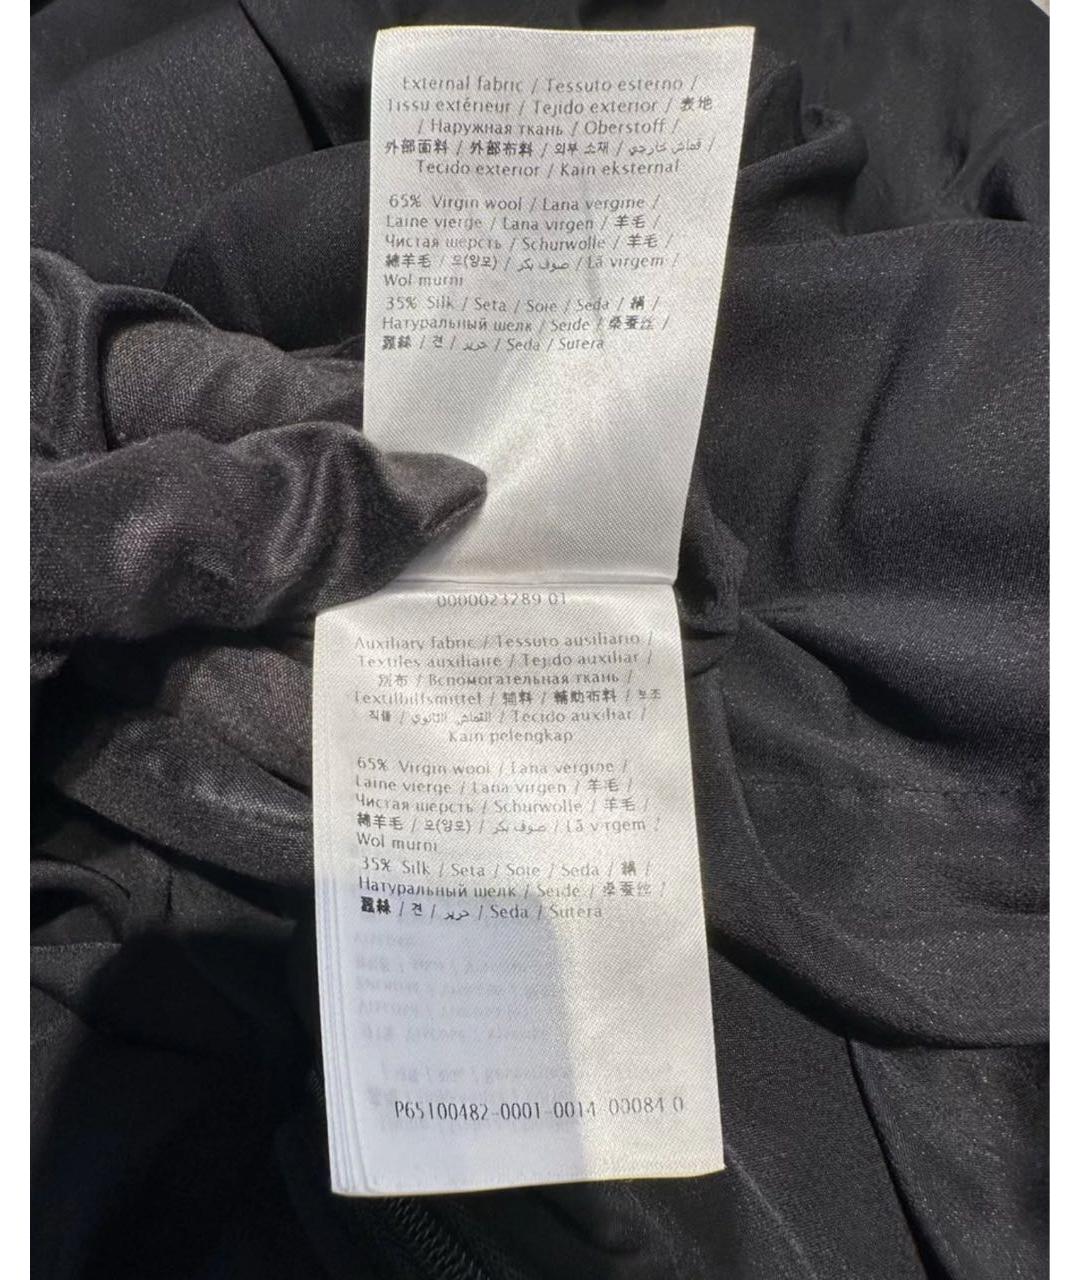 External fabric / Tessuto esterno /
Tissu extérieur / Tejido exterior / 表地
/ Наружная ткань / Oberstoff /
外部面料 / 外部布料 / 외부 소재 / قماش خارجي /
Tecido exterior / Kain eksternal
65% Virgin wool / Lana vergine /
Laine vierge / Lana virgen / 羊毛 /
Чистая шерсть / Schurwolle / 羊毛 /
綿羊毛 / 모(양모) / صوف بكر / Lã virgem /
Wol murni
35% Silk / Seta / Soie / Seda / 絹 /
Натуральный шелк / Seide / 桑蚕丝 /
蠶絲 / 견 / حرير / Seda / Sutera
0000023289 01
Auxiliary fabric / Tessuto ausiliario /
Textiles auxiliaire / Tejido auxiliar /
別布 / Вспомогательная ткань /
Textilhilfsmittel / 辅料 / 輔助布料 / 보조
직물 / القماش الثانوي / Tecido auxiliar /
Kain pelengkap
65% Virgin wool / Lana vergine /
Laine vierge / Lana virgen / 羊毛 /
Чистая шерсть / Schurwolle / 羊毛 /
綿羊毛 / 모(양모) / صوف بكر / Lã virgem /
Wol murni
35% Silk / Seta / Soie / Seda / 絹 /
Натуральный шелк / Seide / 桑蚕丝 /
蠶絲 / 견 / حرير / Seda / Sutera
P65100482-0001-0014 00084 0